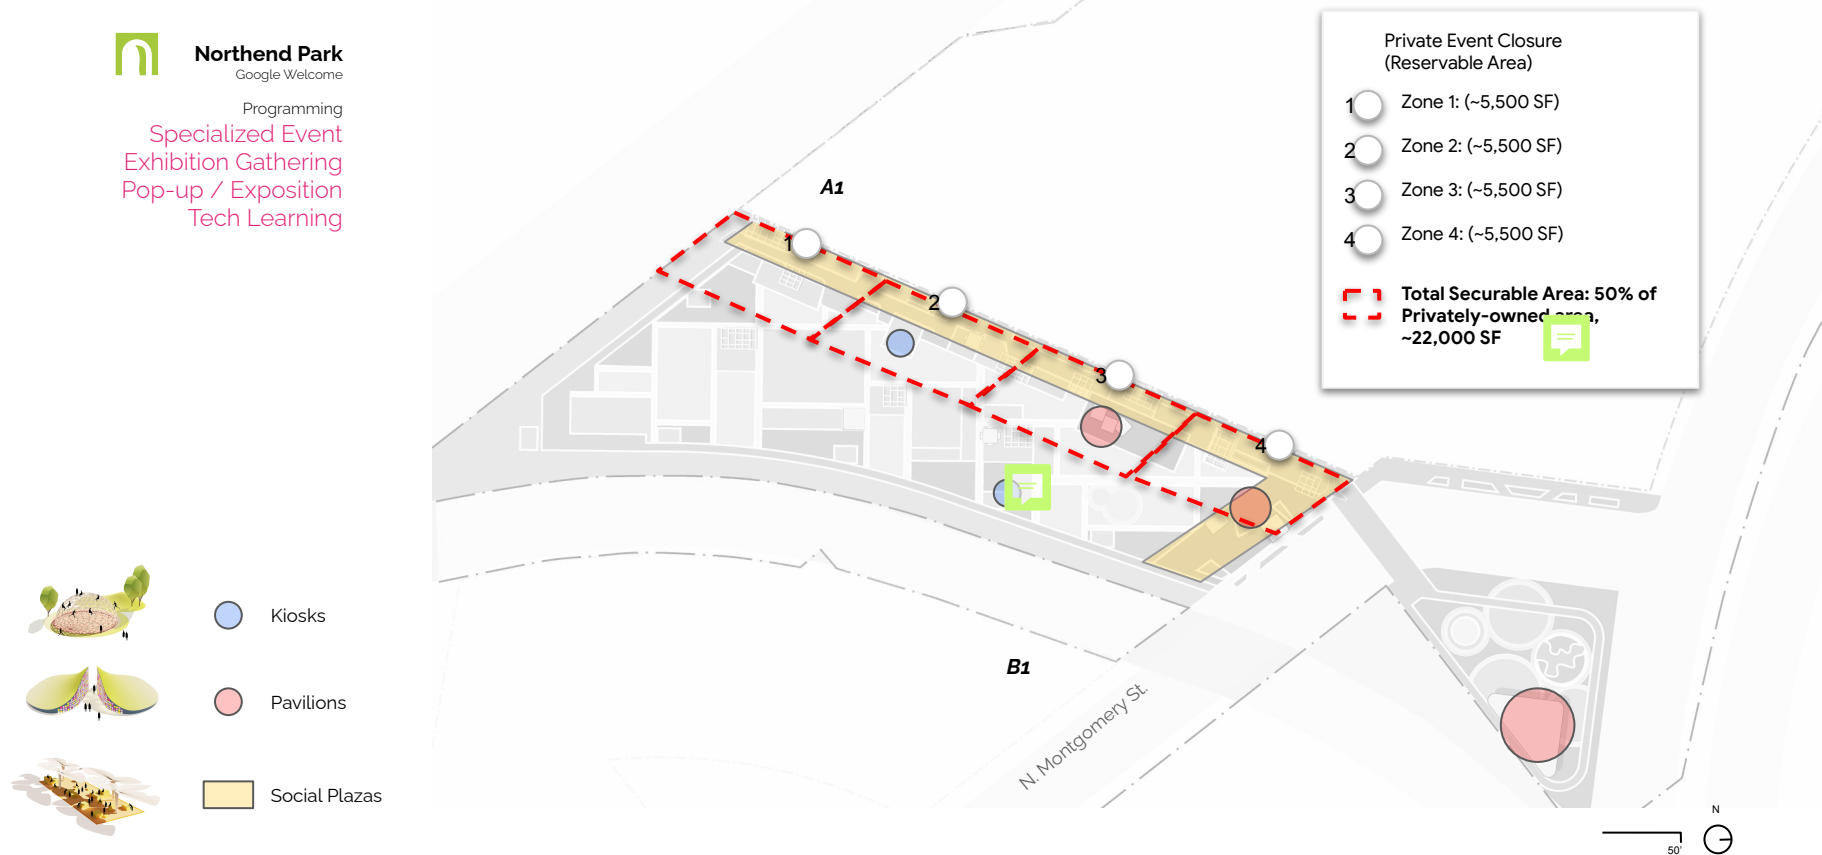 Northend Park
Google Welcome
Programming
Specialized Event
Exhibition Gathering
Pop-up / Exposition
Tech Learning
Private Event Closure
(Reservable Area)
1 Zone 1: (~5,500 SF)
2 Zone 2: (~5,500 SF)
3 Zone 3: (~5,500 SF)
4 Zone 4: (~5,500 SF)
Total Securable Area: 50% of
Privately-owned area,
~22,000 SF
A1
1
2
3
4
B1
N. Montgomery St.
Kiosks
Pavilions
Social Plazas
N
50'